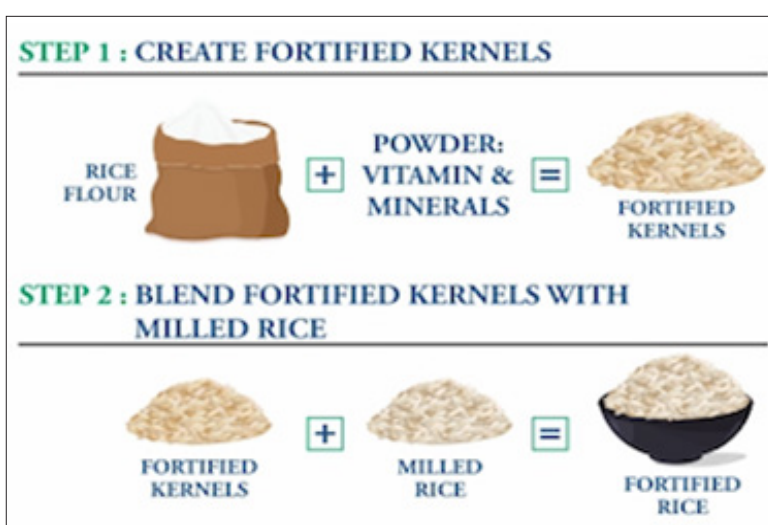 STEP 1 : CREATE FORTIFIED KERNELS
RICE
FLOUR
+
POWDER:
VITAMIN &
MINERALS
=
FORTIFIED
KERNELS
STEP 2 : BLEND FORTIFIED KERNELS WITH
MILLED RICE
FORTIFIED
KERNELS
+
MILLED
RICE
=
FORTIFIED
RICE